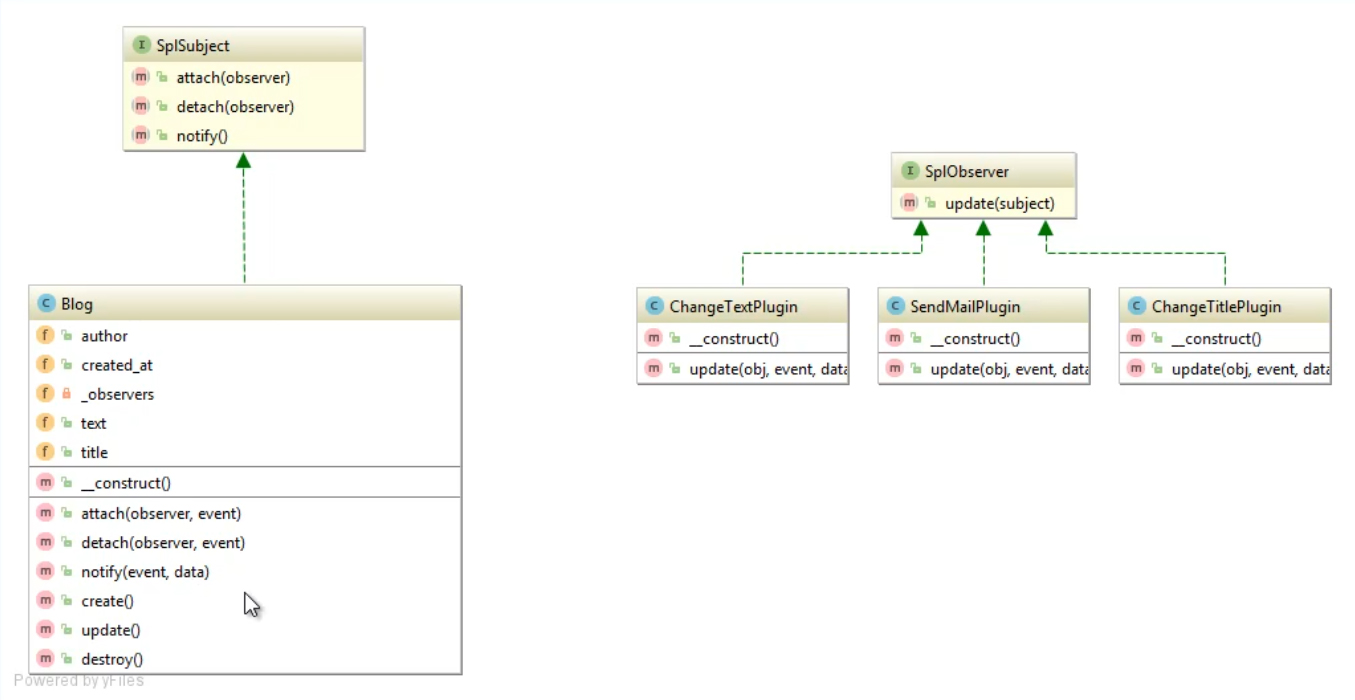 I SplSubject
m attach(observer)
m detach(observer)
m notify()
I SplObserver
m update(subject)
C Blog
f author
f created_at
f _observers
f text
f title
m __construct()
m attach(observer, event)
m detach(observer, event)
m notify(event, data)
m create()
m update()
m destroy()
C ChangeTextPlugin
m __construct()
m update(obj, event, data
C SendMailPlugin
m __construct()
m update(obj, event, data
C ChangeTitlePlugin
m __construct()
m update(obj, event, data
Powered by yFiles